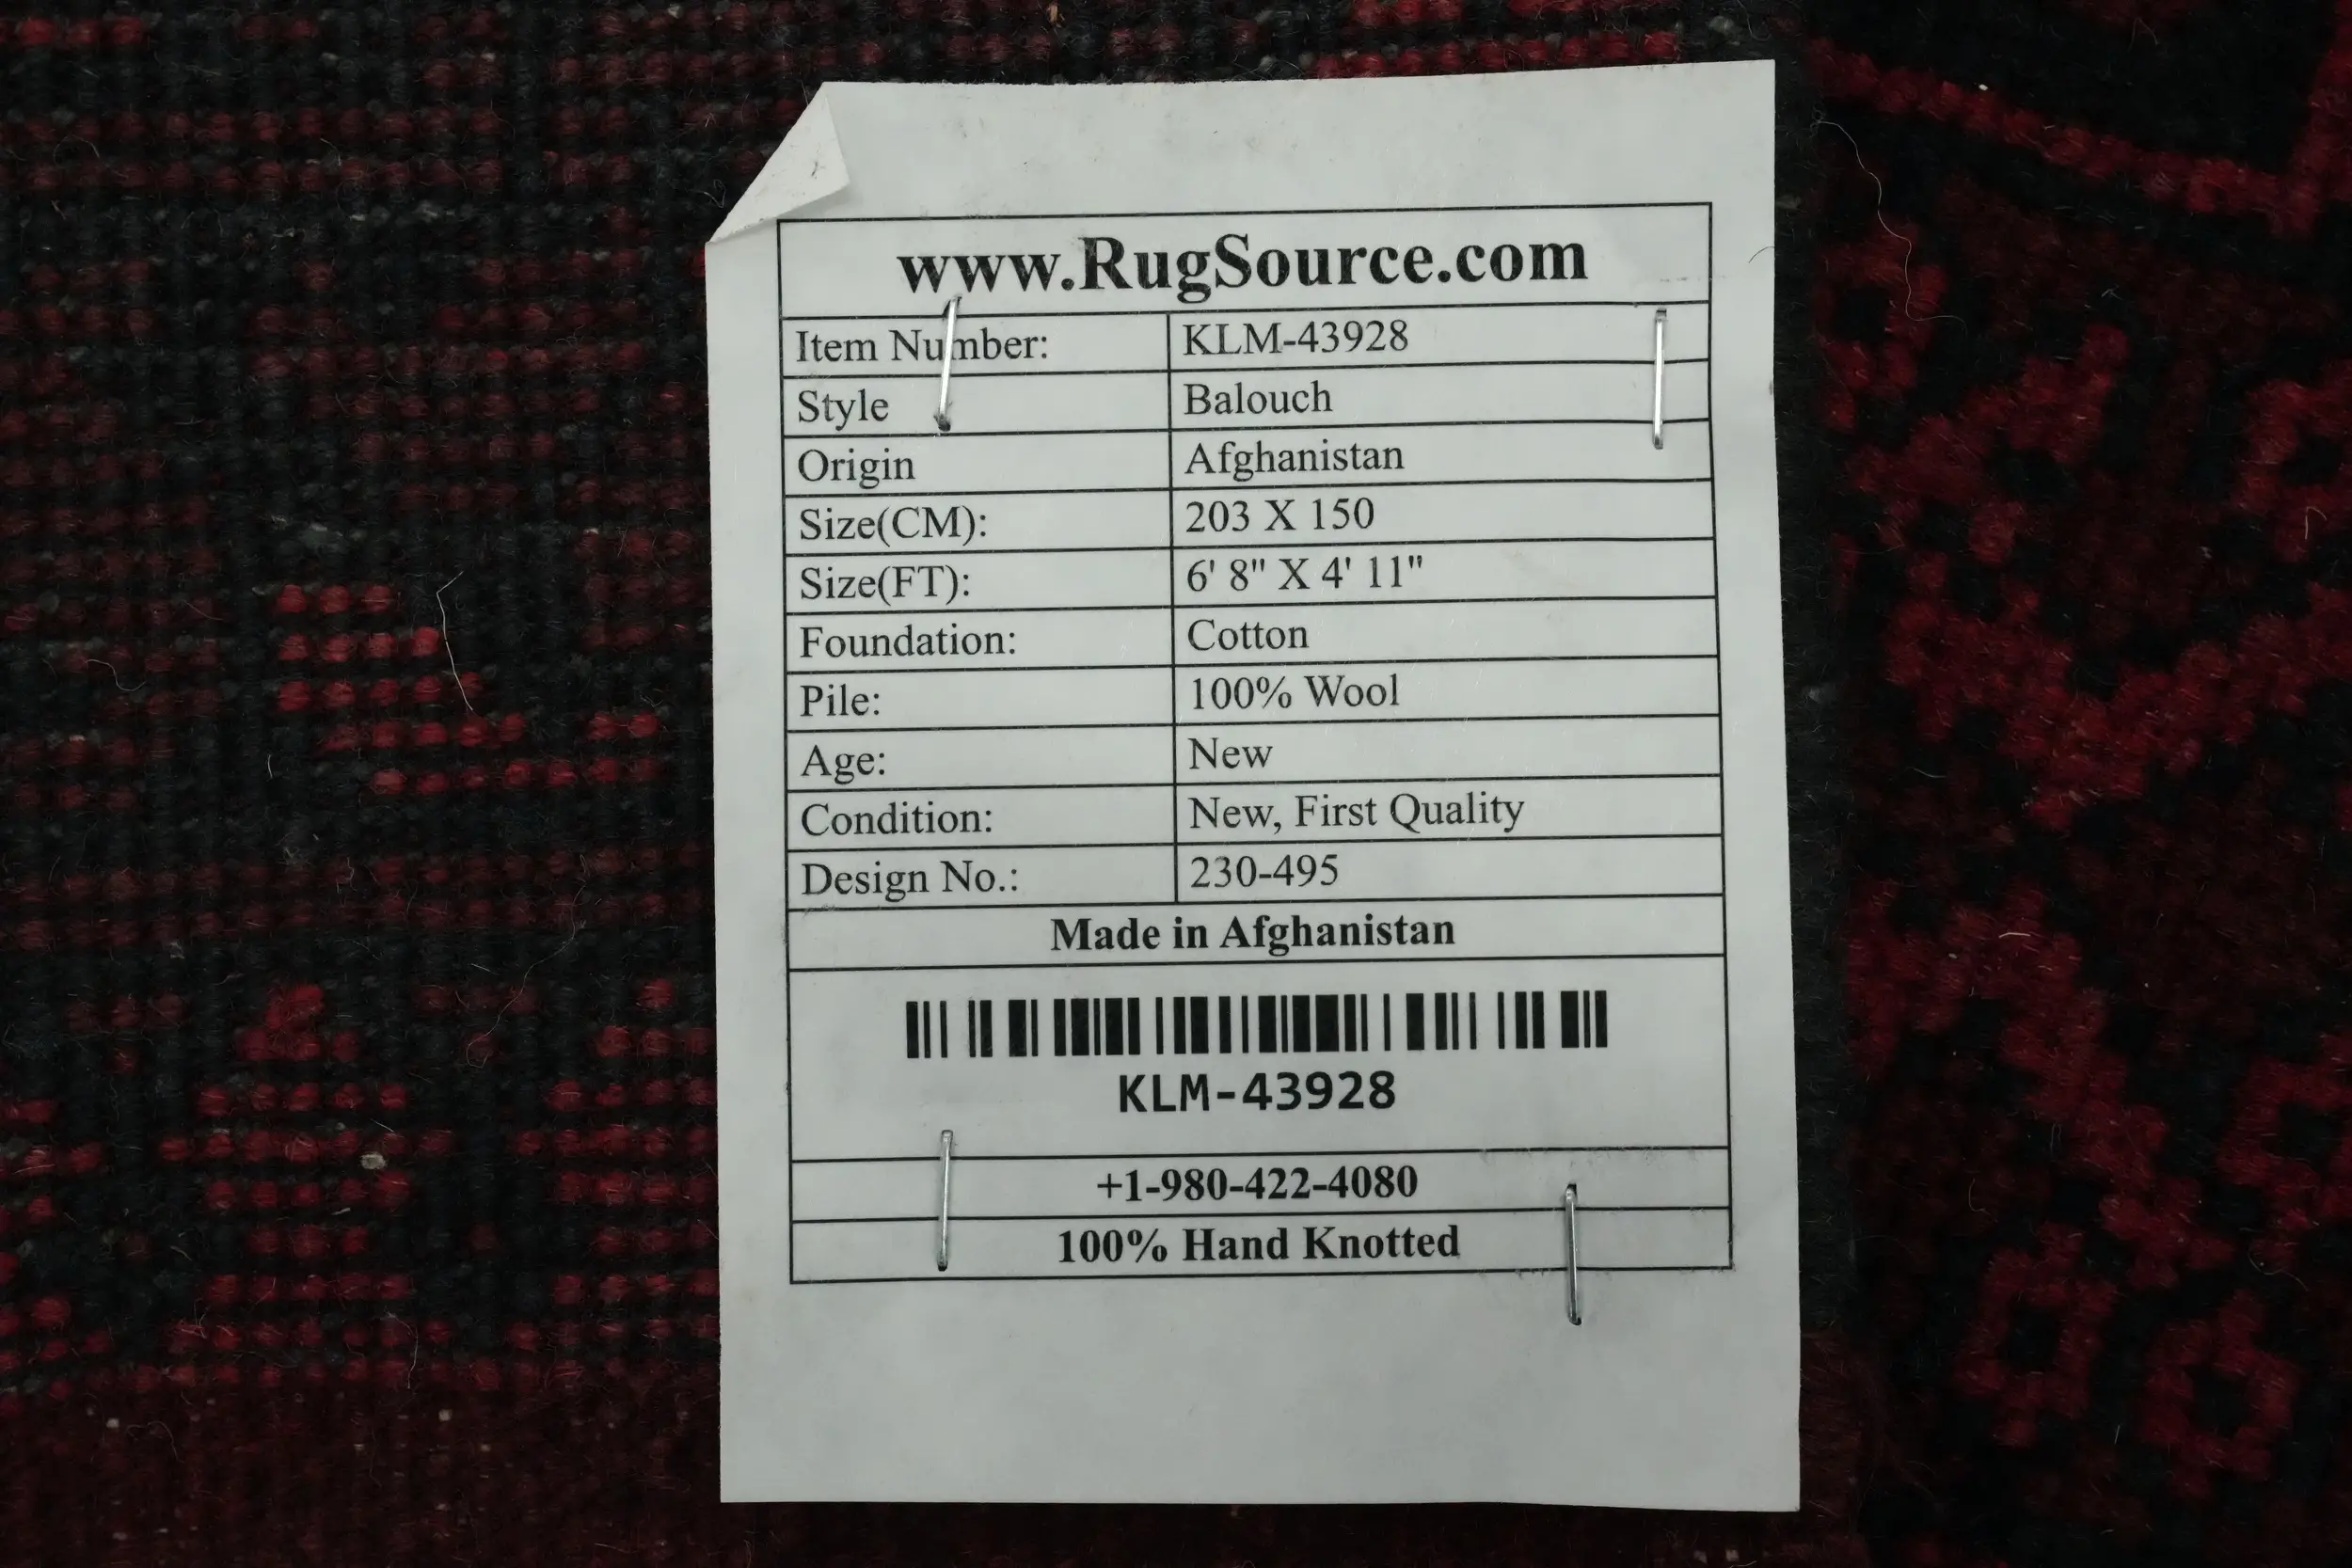 www.RugSource.com
Item Number: KLM-43928
Style Balouch
Origin Afghanistan
Size(CM): 203 X 150
Size(FT): 6' 8" X 4' 11"
Foundation: Cotton
Pile: 100% Wool
Age: New
Condition: New, First Quality
Design No.: 230-495
Made in Afghanistan
KLM-43928
+1-980-422-4080
100% Hand Knotted